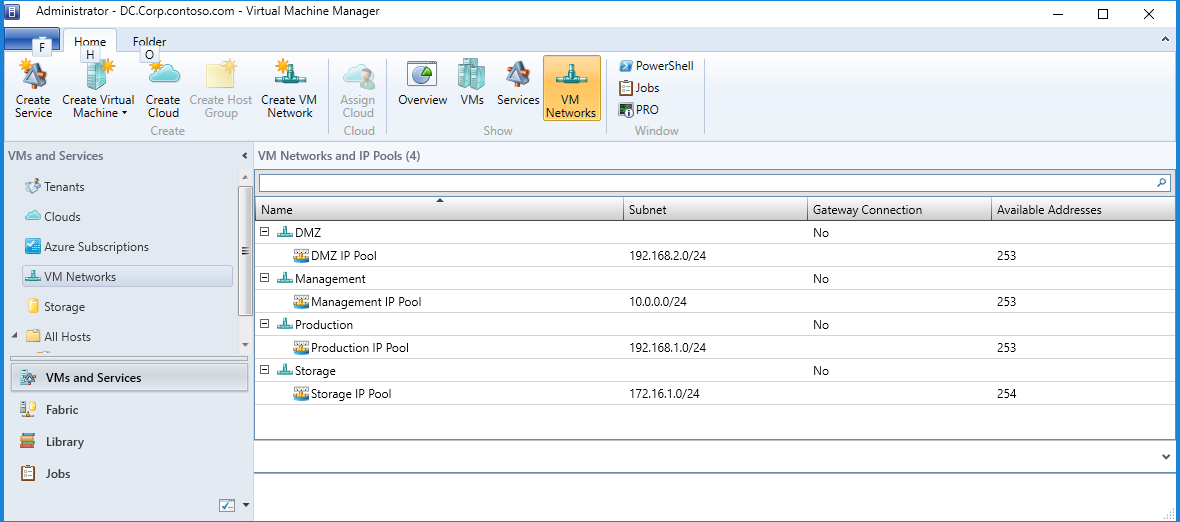 Administrator - DC.Corp.contoso.com - Virtual Machine Manager
F
Home
Folder
H
O
Create Service
Create Virtual Machine
Create Cloud
Create Host Group
Create VM Network
Assign Cloud
Overview
VMs
Services
VM Networks
PowerShell
Jobs
PRO
Create
Cloud
Show
Window
VMs and Services
VM Networks and IP Pools (4)
Tenants
Clouds
Azure Subscriptions
VM Networks
Storage
All Hosts
VMs and Services
Fabric
Library
Jobs
Name Subnet Gateway Connection Available Addresses
DMZ No
DMZ IP Pool 192.168.2.0/24 253
Management No
Management IP Pool 10.0.0.0/24 253
Production No
Production IP Pool 192.168.1.0/24 253
Storage No
Storage IP Pool 172.16.1.0/24 254